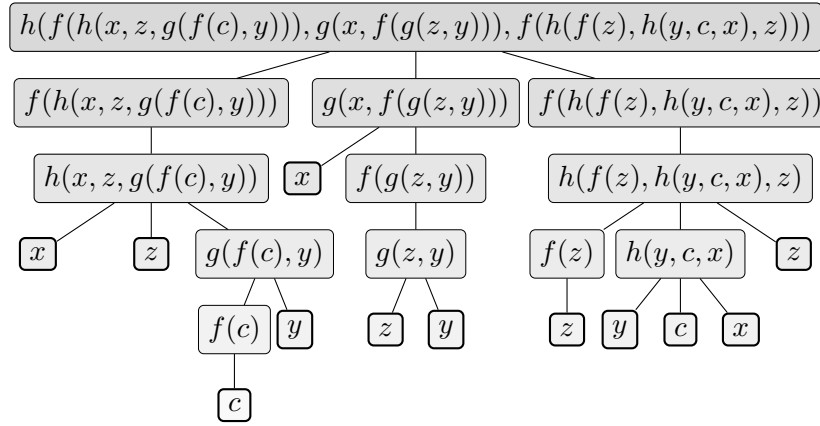 h(f(h(x, z, g(f(c), y))), g(x, f(g(z, y))), f(h(f(z), h(y, c, x), z)))
f(h(x, z, g(f(c), y))) g(x, f(g(z, y))) f(h(f(z), h(y, c, x), z))
h(x, z, g(f(c), y)) x f(g(z, y)) h(f(z), h(y, c, x), z)
x z g(f(c), y) g(z, y) f(z) h(y, c, x) z
f(c) y z y z y c x
c